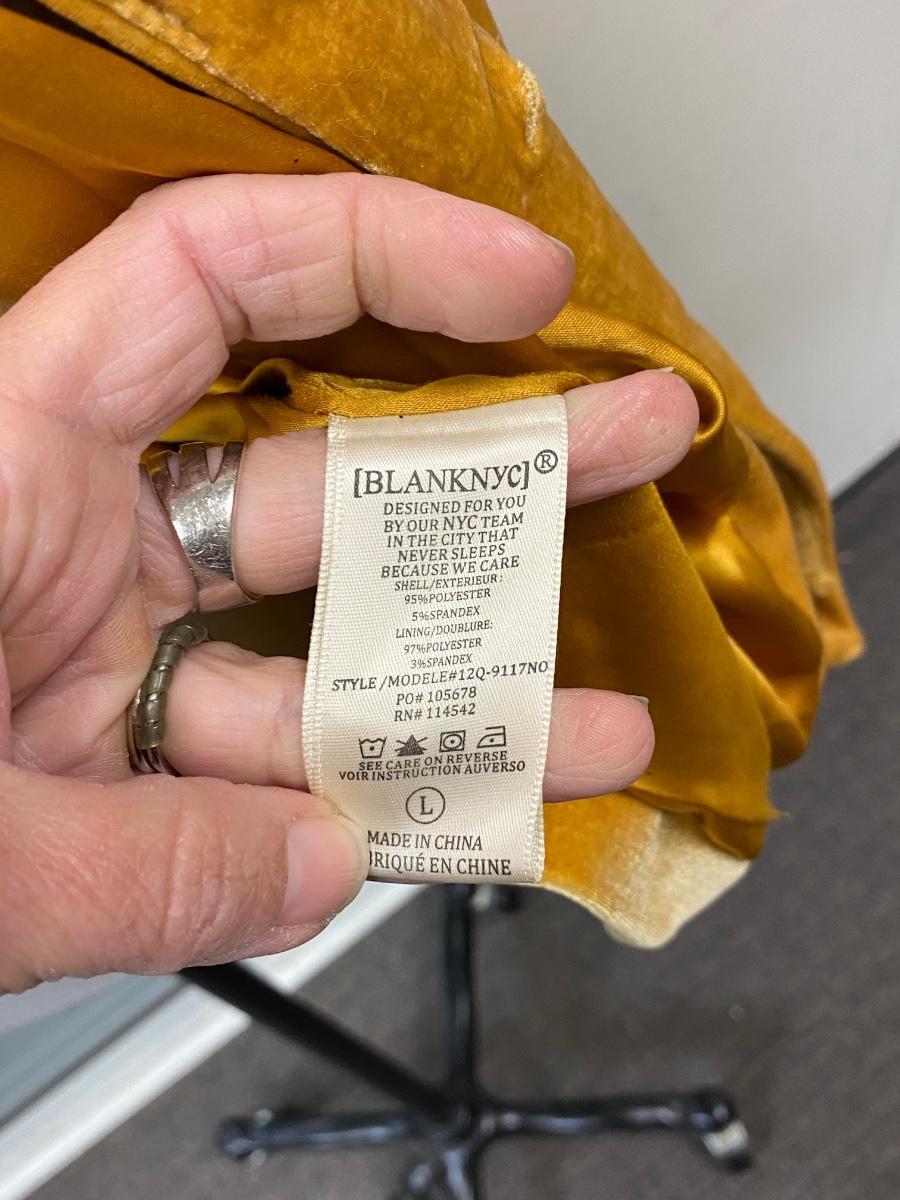 [BLANKNYC]®
DESIGNED FOR YOU
BY OUR NYC TEAM
IN THE CITY THAT
NEVER SLEEPS
BECAUSE WE CARE
SHELL/EXTERIEUR:
95%POLYESTER
5%SPANDEX
LINING/DOUBLURE:
97%POLYESTER
3%SPANDEX
STYLE/MODELE#12Q-9117NO
PO# 105678
RN# 114542
SEE CARE ON REVERSE
VOIR INSTRUCTION AUVERSO
L
MADE IN CHINA
BRIQUÉ EN CHINE